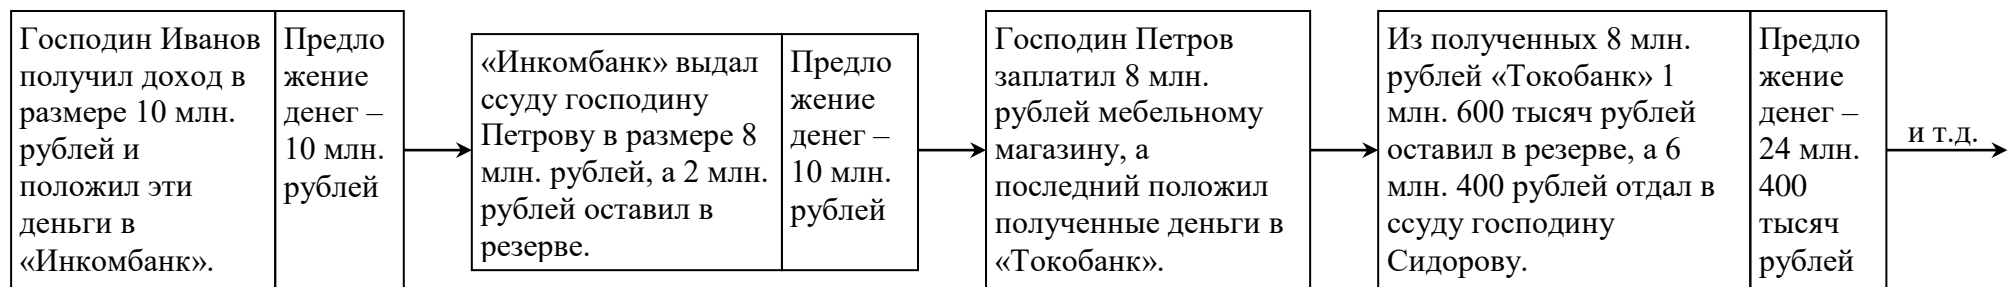 Господин Иванов
получил доход в
размере 10 млн.
рублей и
положил эти
деньги в
«Инкомбанк».
Предло
жение
денег –
10 млн.
рублей
«Инкомбанк» выдал
ссуду господину
Петрову в размере 8
млн. рублей, а 2 млн.
рублей оставил в
резерве.
Предло
жение
денег –
10 млн.
рублей
Господин Петров
заплатил 8 млн.
рублей мебельному
магазину, а
последний положил
полученные деньги в
«Токобанк».
Из полученных 8 млн.
рублей «Токобанк» 1
млн. 600 тысяч рублей
оставил в резерве, а 6
млн. 400 рублей отдал в
ссуду господину
Сидорову.
Предло
жение
денег –
24 млн.
400
тысяч
рублей
и т.д.